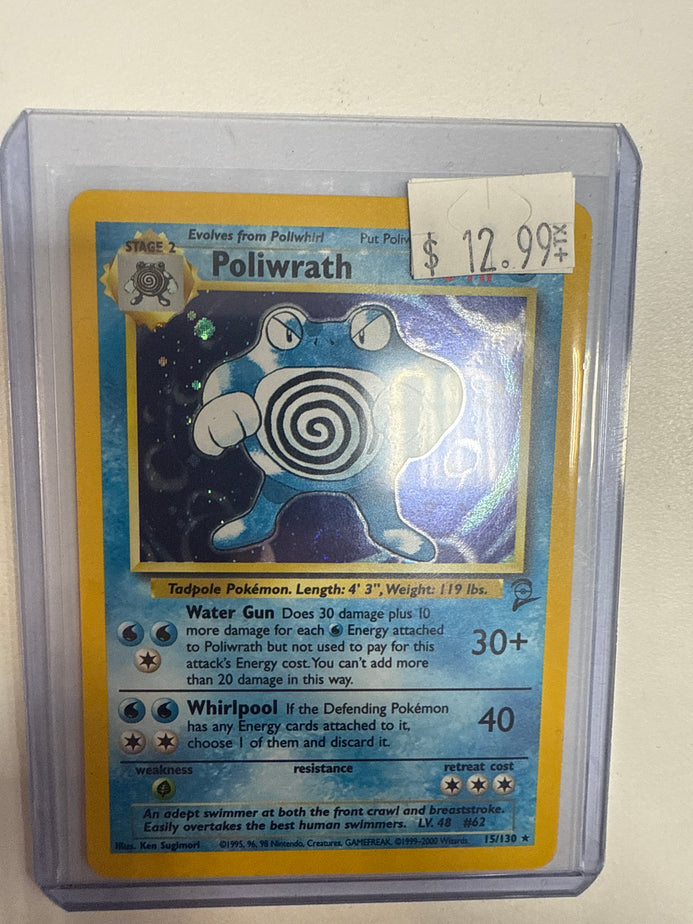 Evolves from Poliwhirl Put Poliw
$ 12.99+TX
STAGE 2
Poliwrath
Tadpole Pokémon. Length: 4' 3", Weight: 119 lbs.
Water Gun Does 30 damage plus 10
more damage for each Energy attached
to Poliwrath but not used to pay for this
attack's Energy cost. You can't add more
than 20 damage in this way.
30+
Whirlpool If the Defending Pokémon
has any Energy cards attached to it,
choose 1 of them and discard it.
40
weakness resistance retreat cost
An adept swimmer at both the front crawl and breaststroke.
Easily overtakes the best human swimmers. LV. 48 #62
Illus. Ken Sugimori ©1995, 96, 98 Nintendo, Creatures, GAMEFREAK. ©1999-2000 Wizards. 15/130 ★